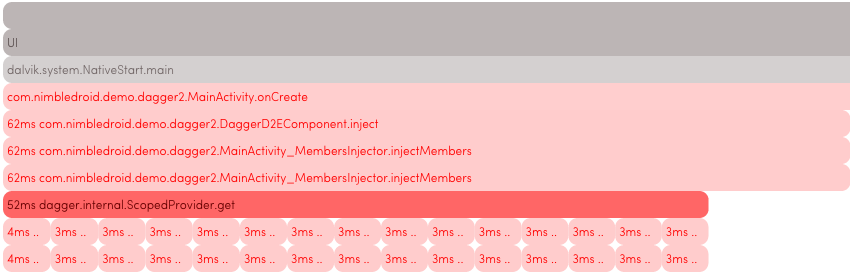 UI
dalvik.system.NativeStart.main
com.nimbledroid.demo.dagger2.MainActivity.onCreate
62ms com.nimbledroid.demo.dagger2.DaggerD2EComponent.inject
62ms com.nimbledroid.demo.dagger2.MainActivity_MembersInjector.injectMembers
62ms com.nimbledroid.demo.dagger2.MainActivity_MembersInjector.injectMembers
52ms dagger.internal.ScopedProvider.get
4ms .. 3ms .. 3ms .. 3ms .. 3ms .. 3ms .. 3ms .. 3ms .. 3ms .. 3ms .. 3ms .. 3ms .. 3ms .. 3ms .. 3ms ..
4ms .. 3ms .. 3ms .. 3ms .. 3ms .. 3ms .. 3ms .. 3ms .. 3ms .. 3ms .. 3ms .. 3ms .. 3ms .. 3ms .. 3ms ..